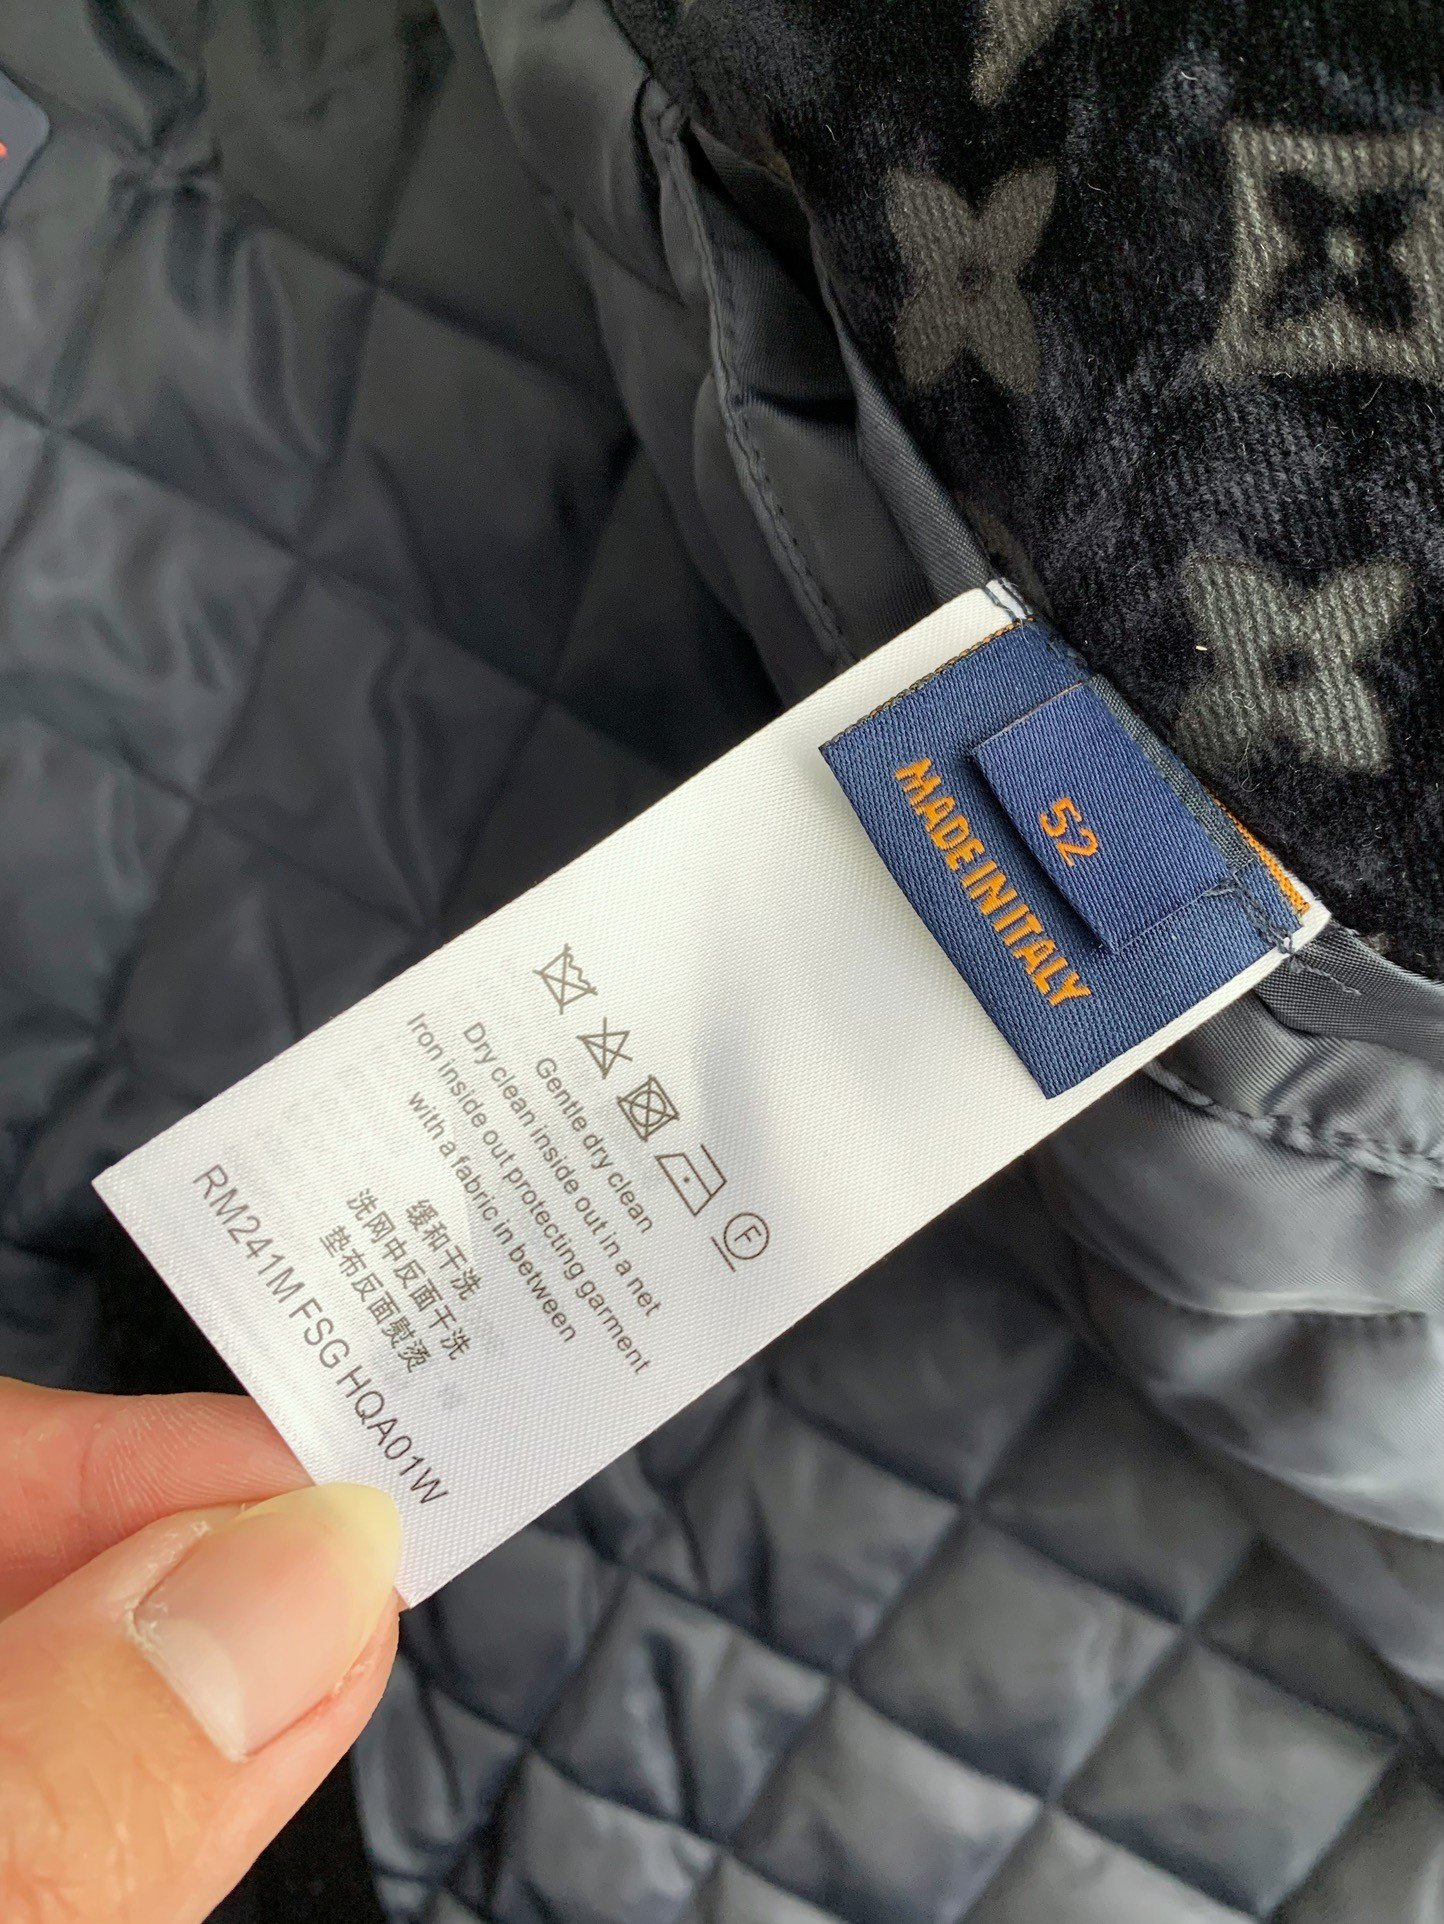 52
MADE IN ITALY
F
Gentle dry clean
Dry clean inside out in a net
Iron inside out protecting garment
with a fabric in between
缓和干洗
洗网中反面干洗
垫布反面熨烫
RM241M FSG HQA01W